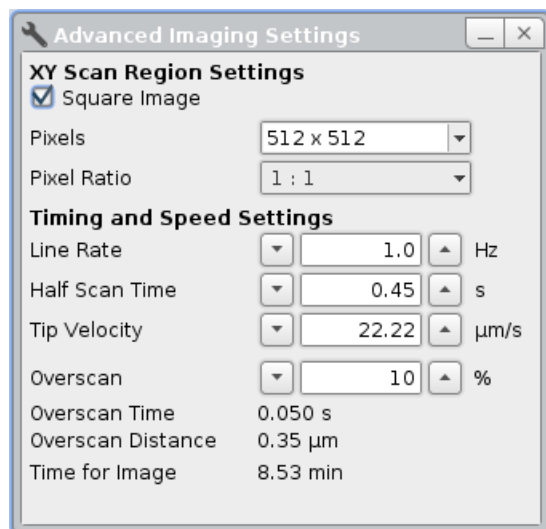 Advanced Imaging Settings
XY Scan Region Settings
Square Image
Pixels 512 x 512
Pixel Ratio 1 : 1
Timing and Speed Settings
Line Rate 1.0 Hz
Half Scan Time 0.45 s
Tip Velocity 22.22 µm/s
Overscan 10 %
Overscan Time 0.050 s
Overscan Distance 0.35 µm
Time for Image 8.53 min